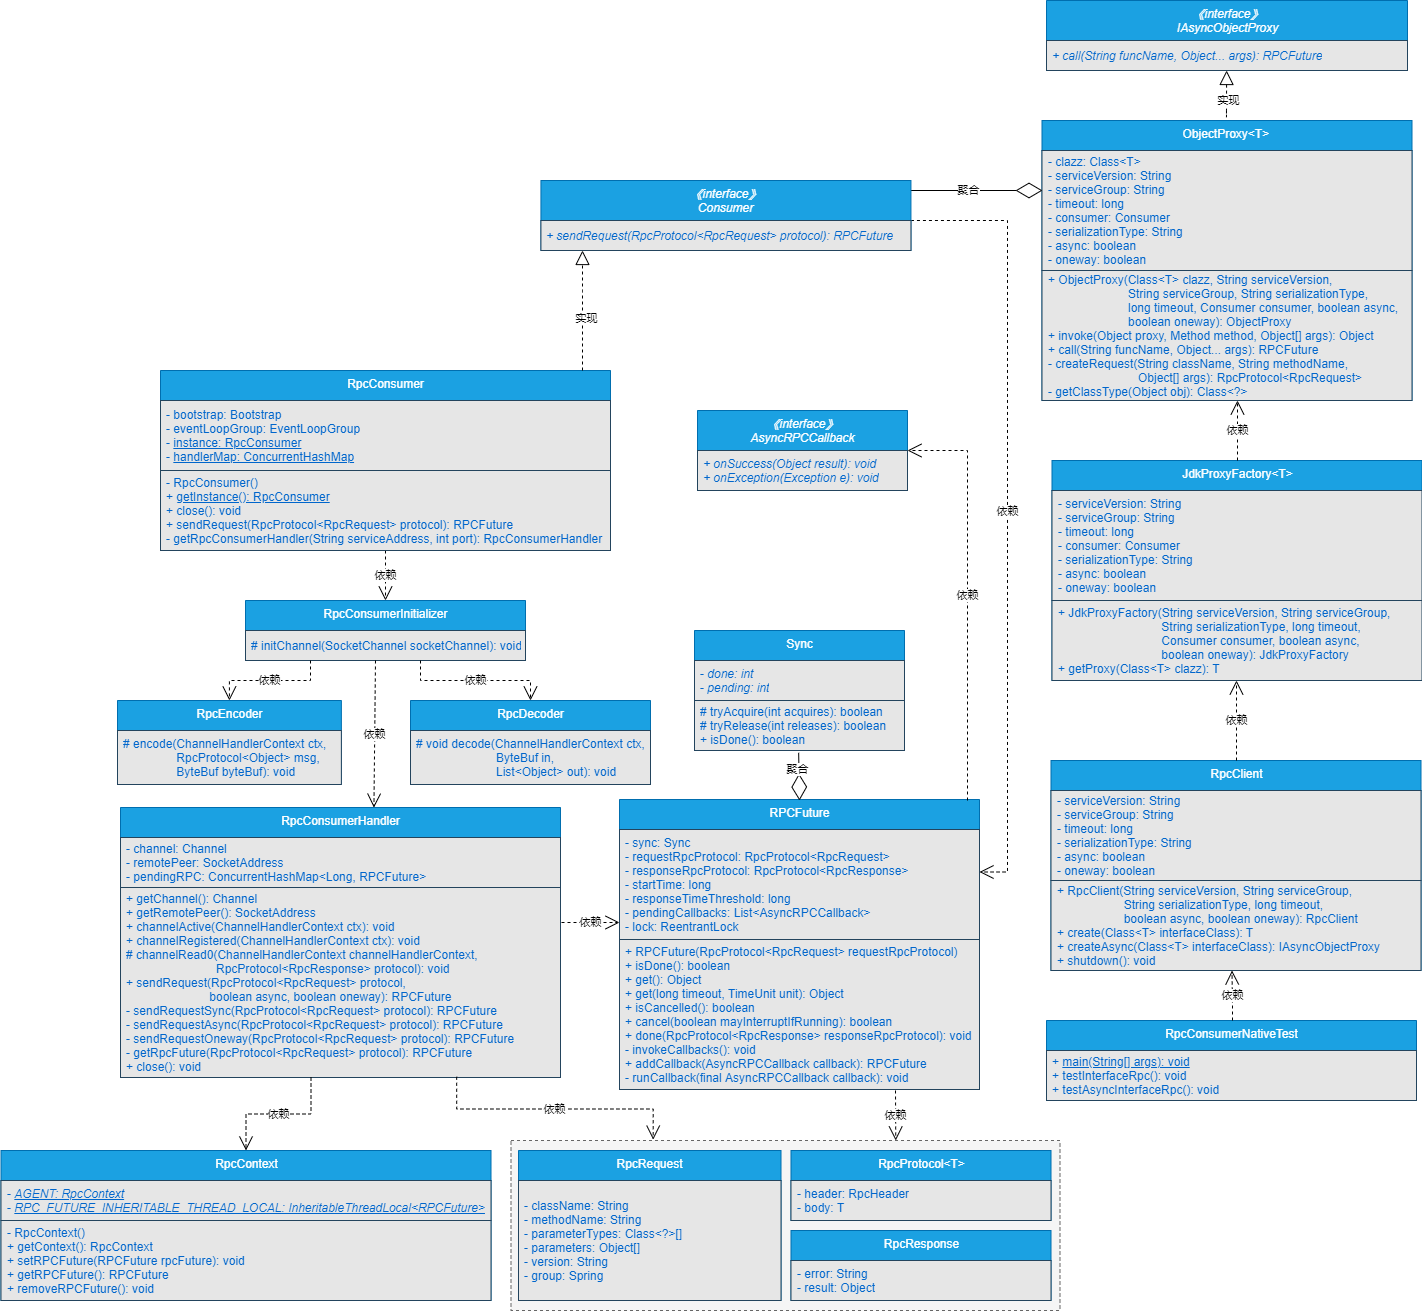 《interface》
IAsyncObjectProxy
+ call(String funcName, Object... args): RPCFuture
实现
ObjectProxy<T>
- clazz: Class<T>
- serviceVersion: String
- serviceGroup: String
- timeout: long
- consumer: Consumer
- serializationType: String
- async: boolean
- oneway: boolean
+ ObjectProxy(Class<T> clazz, String serviceVersion,
String serviceGroup, String serializationType,
long timeout, Consumer consumer, boolean async,
boolean oneway): ObjectProxy
+ invoke(Object proxy, Method method, Object[] args): Object
+ call(String funcName, Object... args): RPCFuture
- createRequest(String className, String methodName,
Object[] args): RpcProtocol<RpcRequest>
- getClassType(Object obj): Class<?>
聚合
《interface》
Consumer
+ sendRequest(RpcProtocol<RpcRequest> protocol): RPCFuture
实现
依赖
RpcConsumer
- bootstrap: Bootstrap
- eventLoopGroup: EventLoopGroup
- instance: RpcConsumer
- handlerMap: ConcurrentHashMap
- RpcConsumer()
+ getInstance(): RpcConsumer
+ close(): void
+ sendRequest(RpcProtocol<RpcRequest> protocol): RPCFuture
- getRpcConsumerHandler(String serviceAddress, int port): RpcConsumerHandler
《interface》
AsyncRPCCallback
+ onSuccess(Object result): void
+ onException(Exception e): void
依赖
依赖
JdkProxyFactory<T>
- serviceVersion: String
- serviceGroup: String
- timeout: long
- consumer: Consumer
- serializationType: String
- async: boolean
- oneway: boolean
+ JdkProxyFactory(String serviceVersion, String serviceGroup,
String serializationType, long timeout,
Consumer consumer, boolean async,
boolean oneway): JdkProxyFactory
+ getProxy(Class<T> clazz): T
依赖
依赖
RpcConsumerInitializer
# initChannel(SocketChannel socketChannel): void
依赖
依赖
依赖
RpcEncoder
# encode(ChannelHandlerContext ctx,
RpcProtocol<Object> msg,
ByteBuf byteBuf): void
RpcDecoder
# void decode(ChannelHandlerContext ctx,
ByteBuf in,
List<Object> out): void
Sync
- done: int
- pending: int
# tryAcquire(int acquires): boolean
# tryRelease(int releases): boolean
+ isDone(): boolean
聚合
RpcClient
- serviceVersion: String
- serviceGroup: String
- timeout: long
- serializationType: String
- async: boolean
- oneway: boolean
+ RpcClient(String serviceVersion, String serviceGroup,
String serializationType, long timeout,
boolean async, boolean oneway): RpcClient
+ create(Class<T> interfaceClass): T
+ createAsync(Class<T> interfaceClass): IAsyncObjectProxy
+ shutdown(): void
依赖
RpcConsumerHandler
- channel: Channel
- remotePeer: SocketAddress
- pendingRPC: ConcurrentHashMap<Long, RPCFuture>
+ getChannel(): Channel
+ getRemotePeer(): SocketAddress
+ channelActive(ChannelHandlerContext ctx): void
+ channelRegistered(ChannelHandlerContext ctx): void
# channelRead0(ChannelHandlerContext channelHandlerContext,
RpcProtocol<RpcResponse> protocol): void
+ sendRequest(RpcProtocol<RpcRequest> protocol,
boolean async, boolean oneway): RPCFuture
- sendRequestSync(RpcProtocol<RpcRequest> protocol): RPCFuture
- sendRequestAsync(RpcProtocol<RpcRequest> protocol): RPCFuture
- sendRequestOneway(RpcProtocol<RpcRequest> protocol): RPCFuture
- getRpcFuture(RpcProtocol<RpcRequest> protocol): RPCFuture
+ close(): void
依赖
RPCFuture
- sync: Sync
- requestRpcProtocol: RpcProtocol<RpcRequest>
- responseRpcProtocol: RpcProtocol<RpcResponse>
- startTime: long
- responseTimeThreshold: long
- pendingCallbacks: List<AsyncRPCCallback>
- lock: ReentrantLock
+ RPCFuture(RpcProtocol<RpcRequest> requestRpcProtocol)
+ isDone(): boolean
+ get(): Object
+ get(long timeout, TimeUnit unit): Object
+ isCancelled(): boolean
+ cancel(boolean mayInterruptIfRunning): boolean
+ done(RpcProtocol<RpcResponse> responseRpcProtocol): void
- invokeCallbacks(): void
+ addCallback(AsyncRPCCallback callback): RPCFuture
- runCallback(final AsyncRPCCallback callback): void
RpcConsumerNativeTest
+ main(String[] args): void
+ testInterfaceRpc(): void
+ testAsyncInterfaceRpc(): void
依赖
依赖
依赖
RpcContext
- AGENT: RpcContext
- RPC_FUTURE_INHERITABLE_THREAD_LOCAL: InheritableThreadLocal<RPCFuture>
- RpcContext()
+ getContext(): RpcContext
+ setRPCFuture(RPCFuture rpcFuture): void
+ getRPCFuture(): RPCFuture
+ removeRPCFuture(): void
RpcRequest
- className: String
- methodName: String
- parameterTypes: Class<?>[]
- parameters: Object[]
- version: String
- group: Spring
RpcProtocol<T>
- header: RpcHeader
- body: T
RpcResponse
- error: String
- result: Object